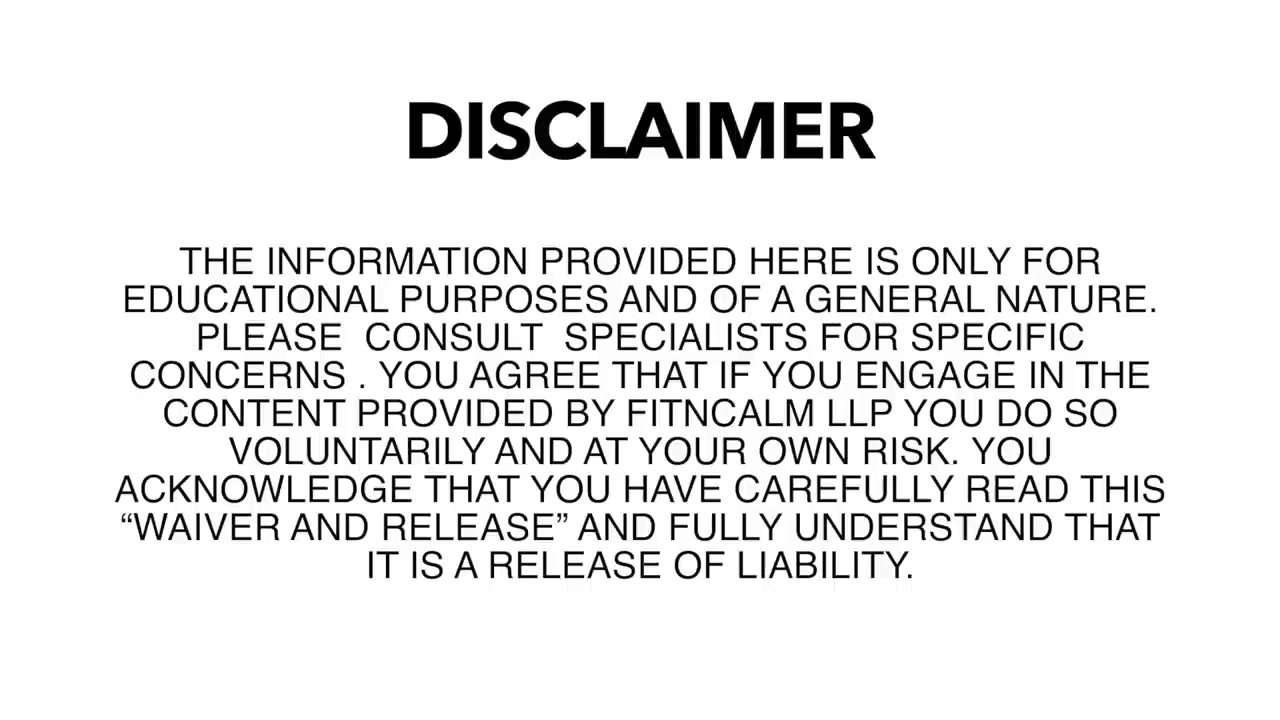 DISCLAIMER
THE INFORMATION PROVIDED HERE IS ONLY FOR
EDUCATIONAL PURPOSES AND OF A GENERAL NATURE.
PLEASE  CONSULT  SPECIALISTS FOR SPECIFIC
CONCERNS . YOU AGREE THAT IF YOU ENGAGE IN THE
CONTENT PROVIDED BY FITNCALM LLP YOU DO SO
VOLUNTARILY AND AT YOUR OWN RISK. YOU
ACKNOWLEDGE THAT YOU HAVE CAREFULLY READ THIS
“WAIVER AND RELEASE” AND FULLY UNDERSTAND THAT
IT IS A RELEASE OF LIABILITY.